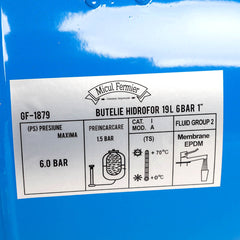 Micul Fermier
GF-1879
BUTELIE HIDROFOR 19L 6BAR 1"
(PS) PRESIUNE
MAXIMA
6.0 BAR
PREINCARCARE
1.5 BAR
CAT. I
MOD. A
(TS)
+ 70°C
+ 0°C
FLUID GROUP 2
Membrane
EPDM